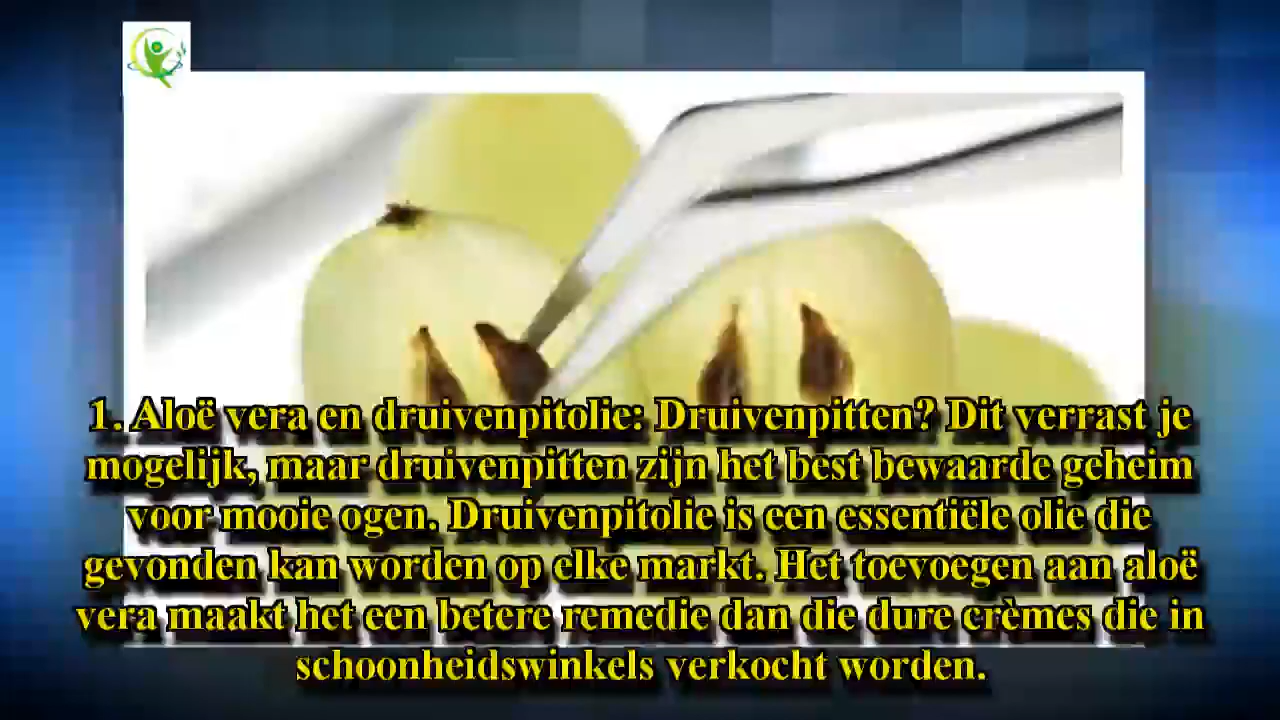 1. Aloë vera en druivenpitolie: Druivenpitten? Dit verrast je
mogelijk, maar druivenpitten zijn het best bewaarde geheim
voor mooie ogen. Druivenpitolie is een essentiële olie die
gevonden kan worden op elke markt. Het toevoegen aan aloë
vera maakt het een betere remedie dan die dure crèmes die in
schoonheidswinkels verkocht worden.